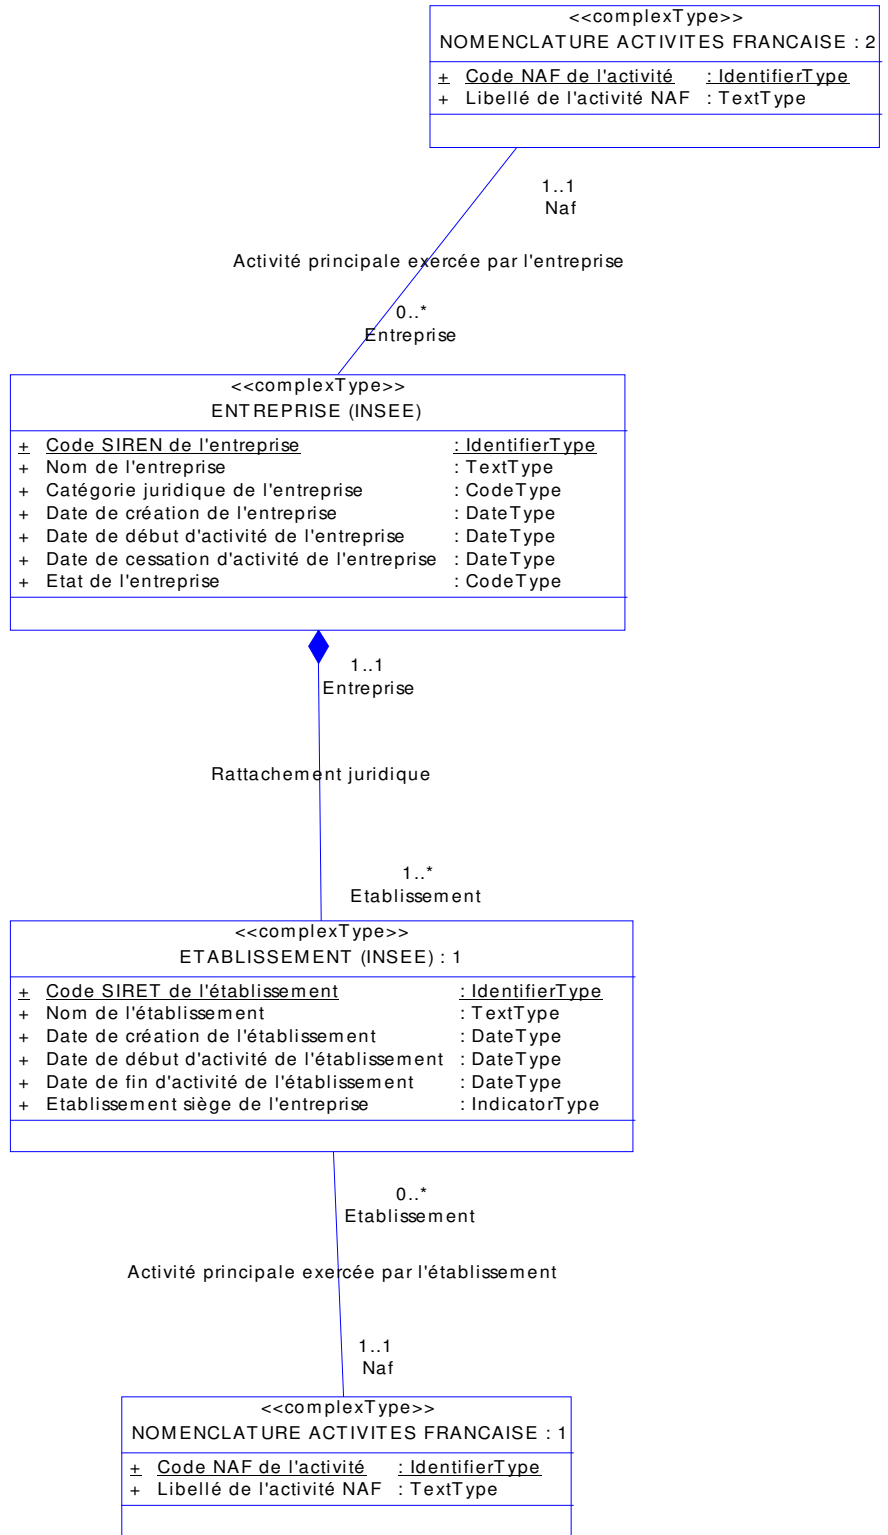 <<complexType>>
NOMENCLATURE ACTIVITES FRANCAISE : 2
+ Code NAF de l'activité : IdentifierType
+ Libellé de l'activité NAF : TextType
1..1
Naf
Activité principale exercée par l'entreprise
0..*
Entreprise
<<complexType>>
ENTREPRISE (INSEE)
+ Code SIREN de l'entreprise : IdentifierType
+ Nom de l'entreprise : TextType
+ Catégorie juridique de l'entreprise : CodeType
+ Date de création de l'entreprise : DateType
+ Date de début d'activité de l'entreprise : DateType
+ Date de cessation d'activité de l'entreprise : DateType
+ Etat de l'entreprise : CodeType
1..1
Entreprise
Rattachement juridique
1..*
Etablissement
<<complexType>>
ETABLISSEMENT (INSEE) : 1
+ Code SIRET de l'établissement : IdentifierType
+ Nom de l'établissement : TextType
+ Date de création de l'établissement : DateType
+ Date de début d'activité de l'établissement : DateType
+ Date de fin d'activité de l'établissement : DateType
+ Etablissement siège de l'entreprise : IndicatorType
0..*
Etablissement
Activité principale exercée par l'établissement
1..1
Naf
<<complexType>>
NOMENCLATURE ACTIVITES FRANCAISE : 1
+ Code NAF de l'activité : IdentifierType
+ Libellé de l'activité NAF : TextType